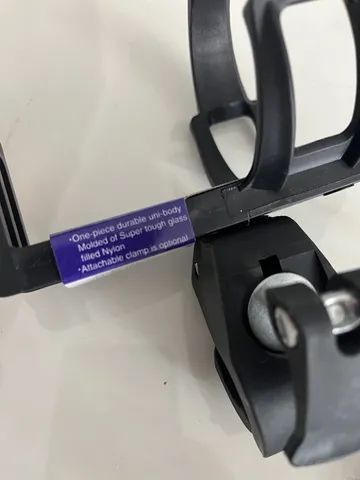 •One-piece durable uni-body
Molded of Super tough glass
filled Nylon
•Attachable clamp is optional